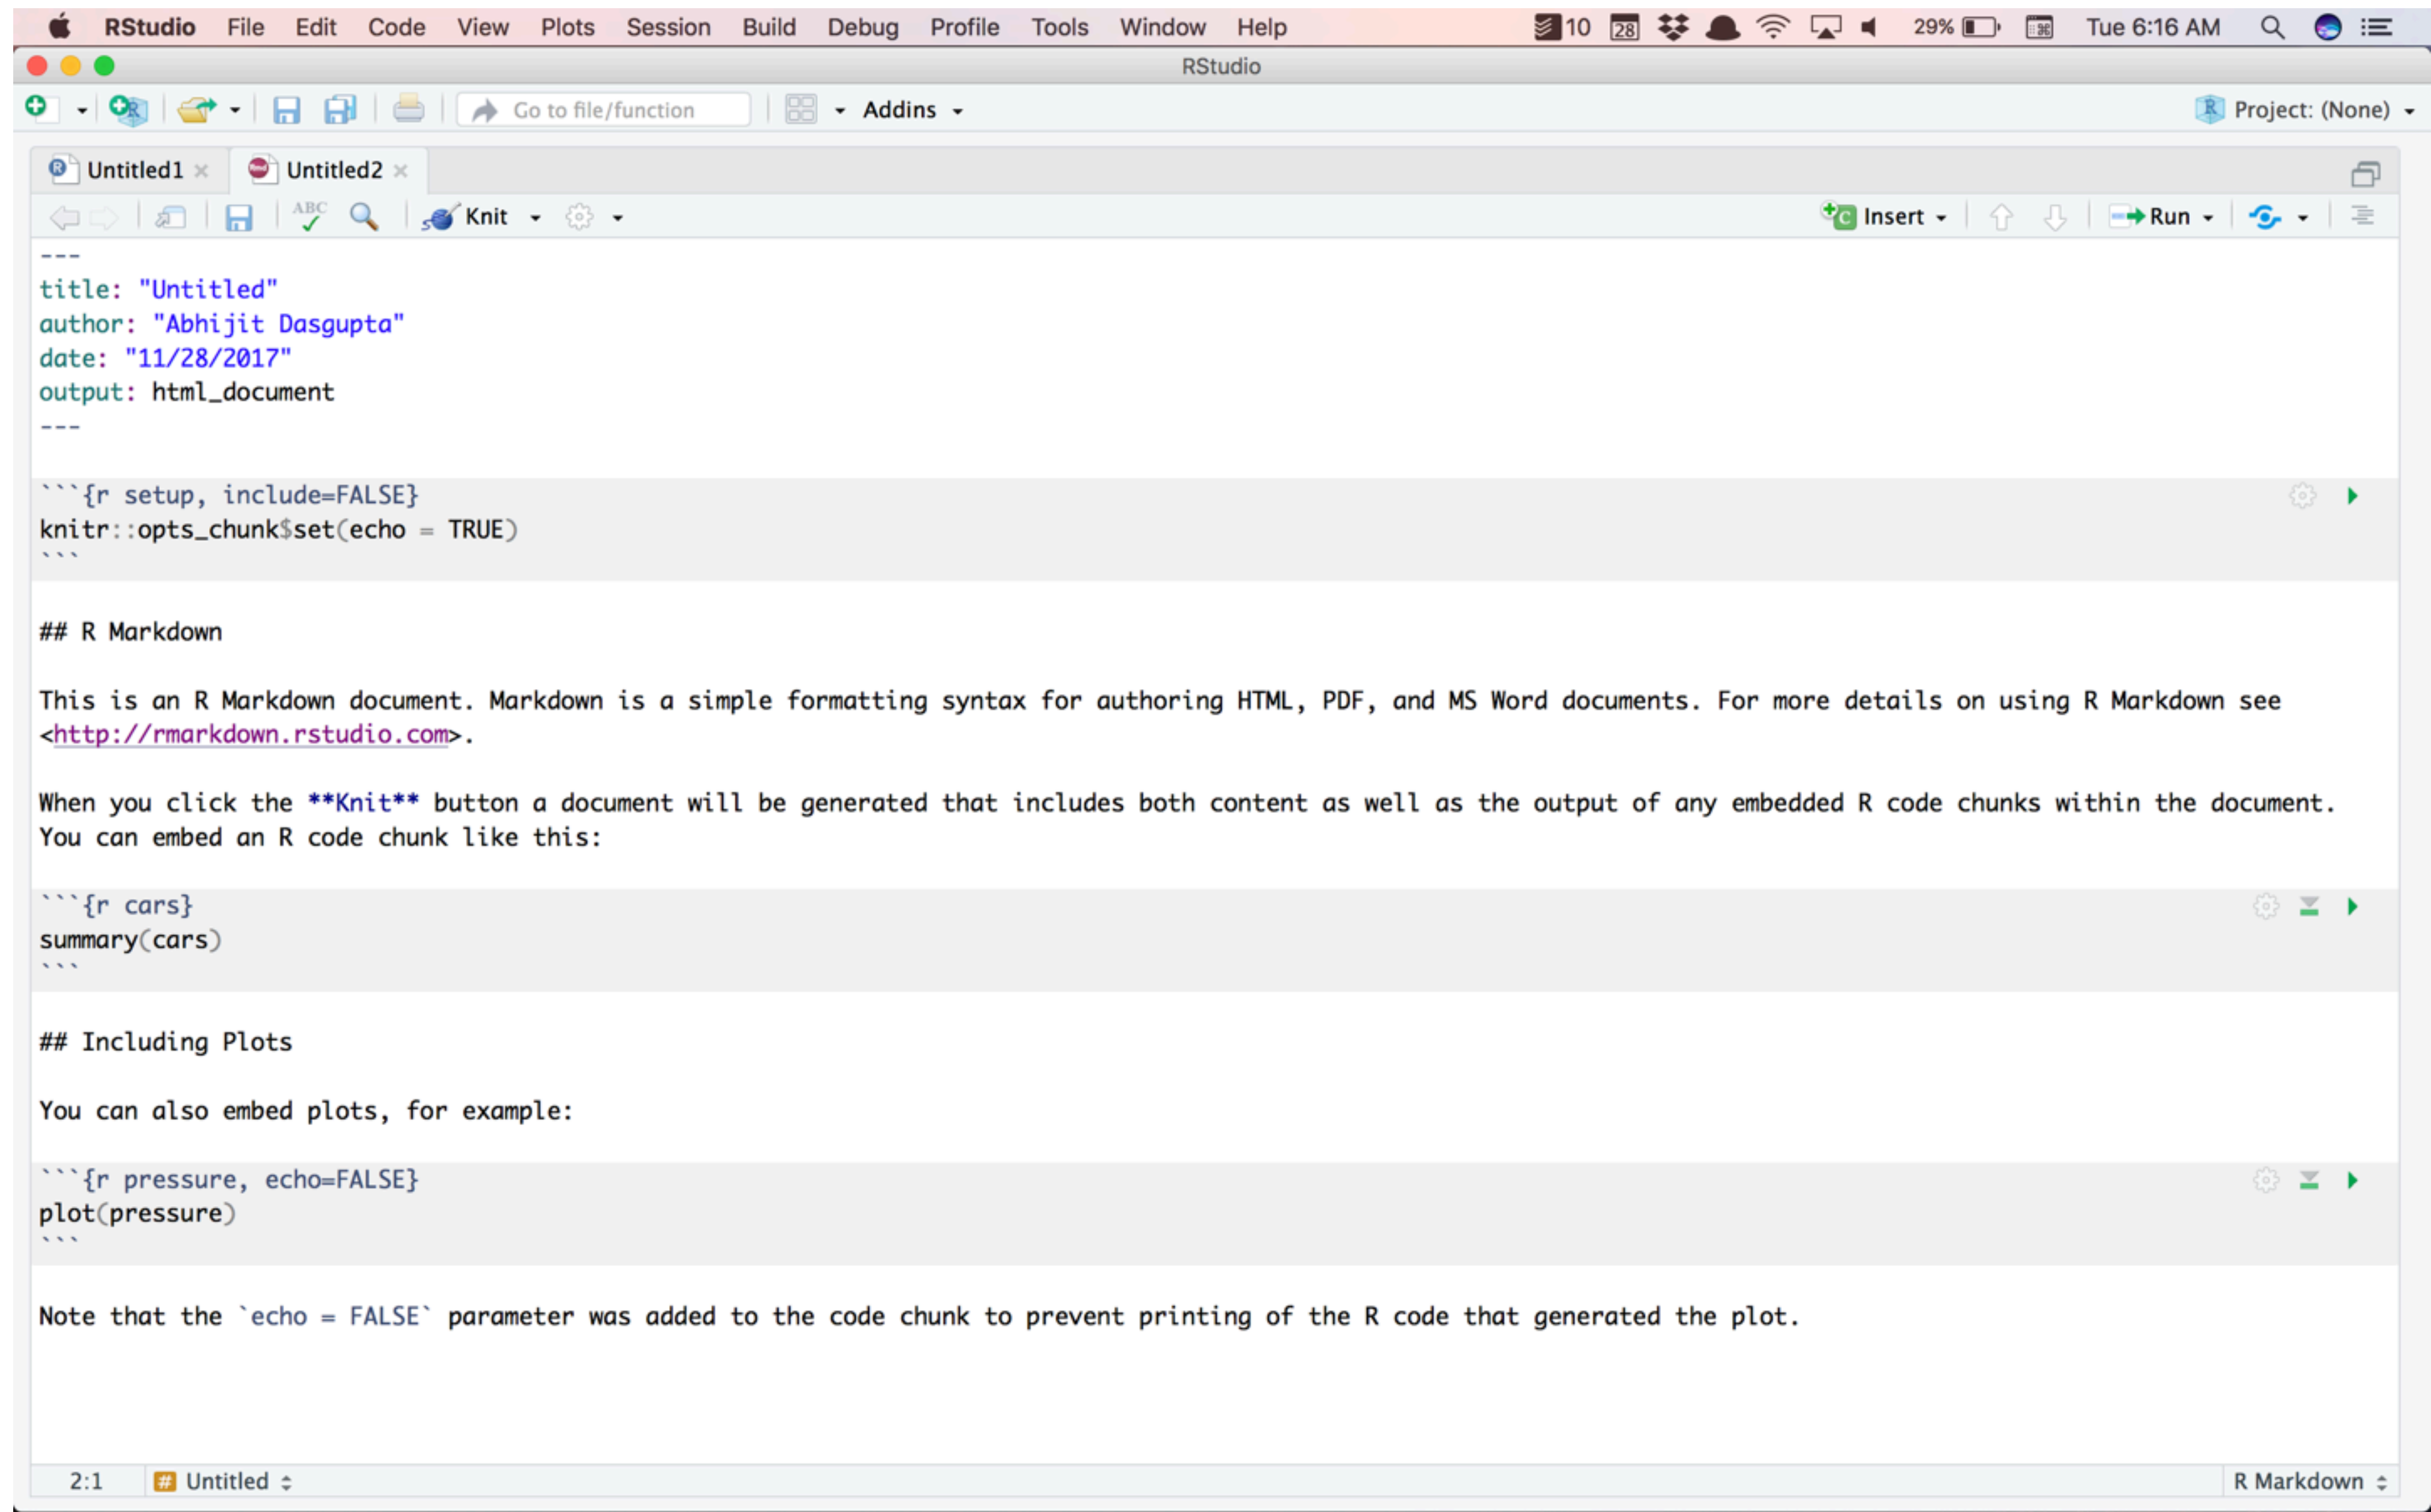 RStudio File Edit Code View Plots Session Build Debug Profile Tools Window Help 10 28 29% Tue 6:16 AM
RStudio
Go to file/function Addins Project: (None)
Untitled1 Untitled2
ABC Knit Insert Run
---
title: "Untitled"
author: "Abhijit Dasgupta"
date: "11/28/2017"
output: html_document
---
```{r setup, include=FALSE}
knitr::opts_chunk$set(echo = TRUE)
```
## R Markdown
This is an R Markdown document. Markdown is a simple formatting syntax for authoring HTML, PDF, and MS Word documents. For more details on using R Markdown see
<http://rmarkdown.rstudio.com>.
When you click the **Knit** button a document will be generated that includes both content as well as the output of any embedded R code chunks within the document.
You can embed an R code chunk like this:
```{r cars}
summary(cars)
```
## Including Plots
You can also embed plots, for example:
```{r pressure, echo=FALSE}
plot(pressure)
```
Note that the `echo = FALSE` parameter was added to the code chunk to prevent printing of the R code that generated the plot.
2:1 # Untitled R Markdown